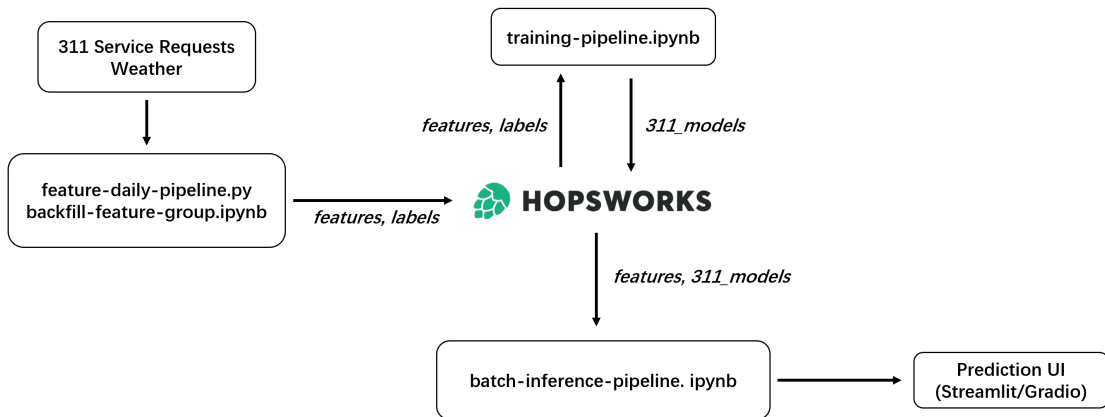 311 Service Requests
Weather
training-pipeline.ipynb
features, labels
311_models
feature-daily-pipeline.py
backfill-feature-group.ipynb
features, labels
HOPSWORKS
features, 311_models
batch-inference-pipeline. ipynb
Prediction UI
(Streamlit/Gradio)